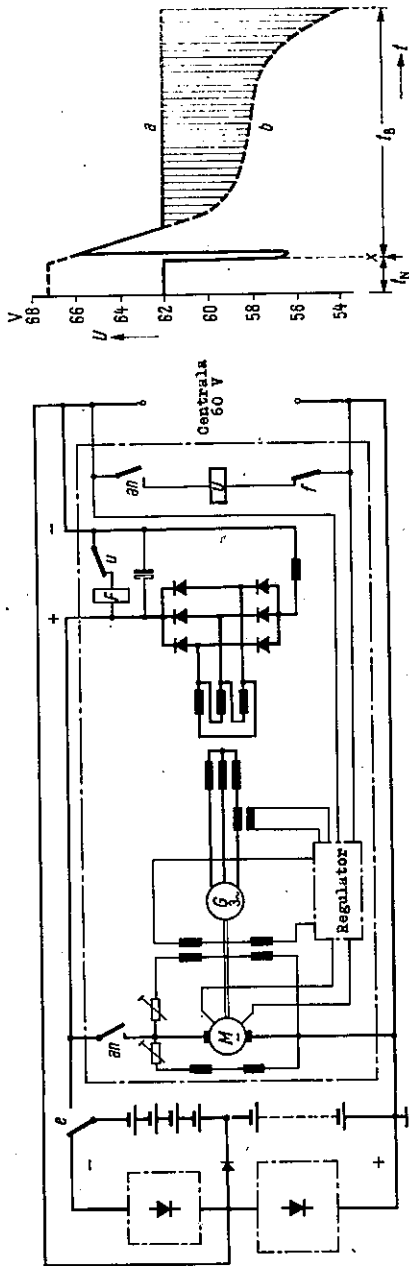 e
−
+
an
M
G
3~
Regulator
+
−
f
u
an
U
f
Centrala
60 V
V
68
66
64
62
60
58
56
54
U
a
b
x
t_N
t_B
t